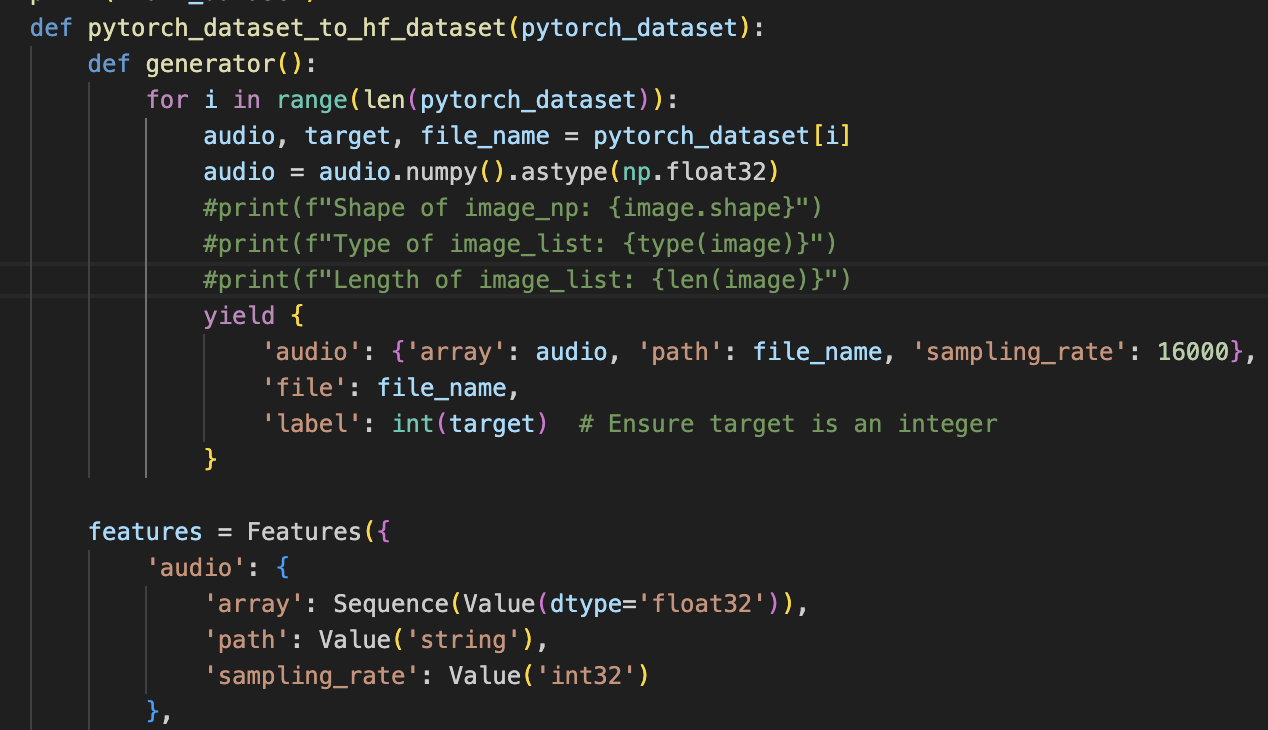 def pytorch_dataset_to_hf_dataset(pytorch_dataset):
    def generator():
        for i in range(len(pytorch_dataset)):
            audio, target, file_name = pytorch_dataset[i]
            audio = audio.numpy().astype(np.float32)
            #print(f"Shape of image_np: {image.shape}")
            #print(f"Type of image_list: {type(image)}")
            #print(f"Length of image_list: {len(image)}")
            yield {
                'audio': {'array': audio, 'path': file_name, 'sampling_rate': 16000},
                'file': file_name,
                'label': int(target)  # Ensure target is an integer
            }
    features = Features({
        'audio': {
            'array': Sequence(Value(dtype='float32')),
            'path': Value('string'),
            'sampling_rate': Value('int32')
        },